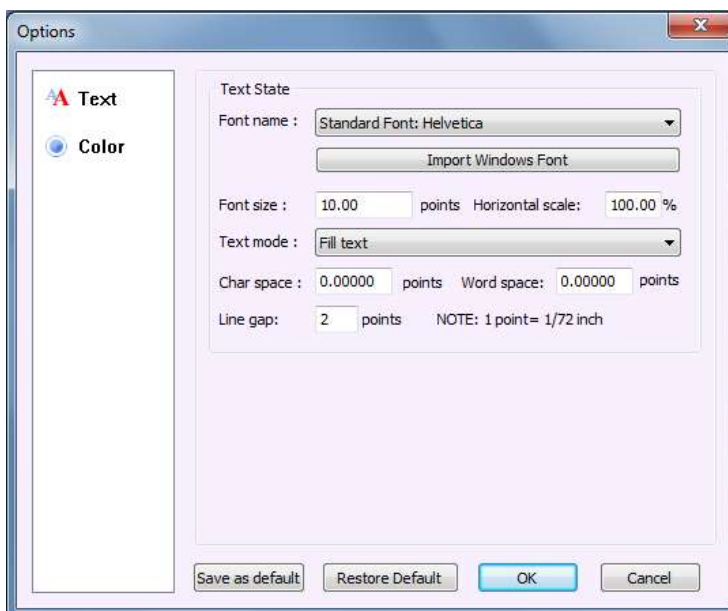 Options
Text
Color
Text State
Font name : Standard Font: Helvetica
Import Windows Font
Font size : 10.00 points Horizontal scale: 100.00 %
Text mode : Fill text
Char space : 0.00000 points Word space: 0.00000 points
Line gap: 2 points NOTE: 1 point= 1/72 inch
Save as default Restore Default OK Cancel